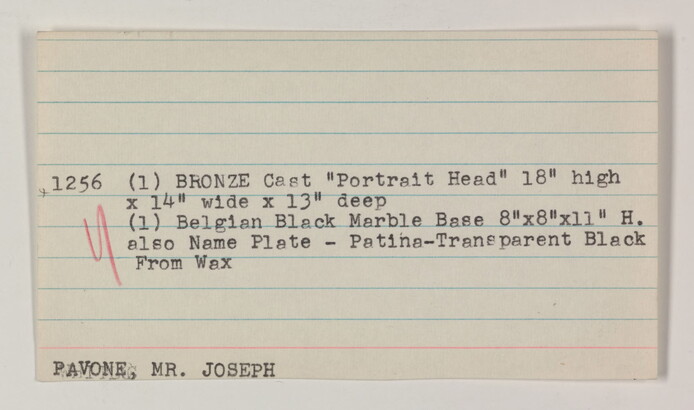 1256 (1) BRONZE Cast "Portrait Head" 18" high
x 14" wide x 13" deep
(1) Belgian Black Marble Base 8"x8"x11" H.
also Name Plate - Patina-Transparent Black
From Wax
PAVONE, MR. JOSEPH